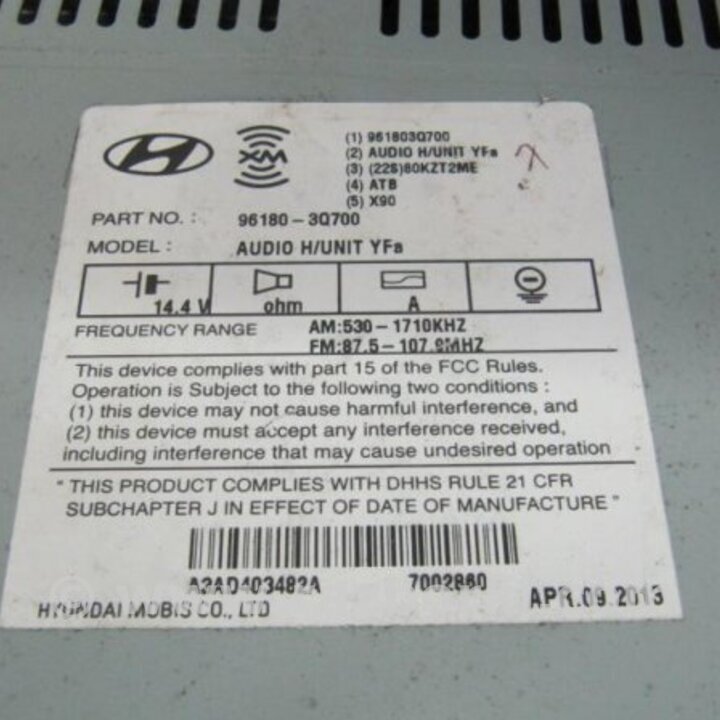 XM
(1) 961803Q700
(2) AUDIO H/UNIT YFa
(3) (22S)80KZT2ME
(4) ATB
(5) X90
PART NO. : 96180-3Q700
MODEL : AUDIO H/UNIT YFa
14.4 V ohm A
FREQUENCY RANGE AM:530-1710KHZ
FM:87.5-107.9MHZ
This device complies with part 15 of the FCC Rules.
Operation is Subject to the following two conditions :
(1) this device may not cause harmful interference, and
(2) this device must accept any interference received,
including interference that may cause undesired operation
" THIS PRODUCT COMPLIES WITH DHHS RULE 21 CFR
SUBCHAPTER J IN EFFECT OF DATE OF MANUFACTURE "
A3AD403482A 7002860
HYUNDAI MOBIS CO., LTD APR.09.2013